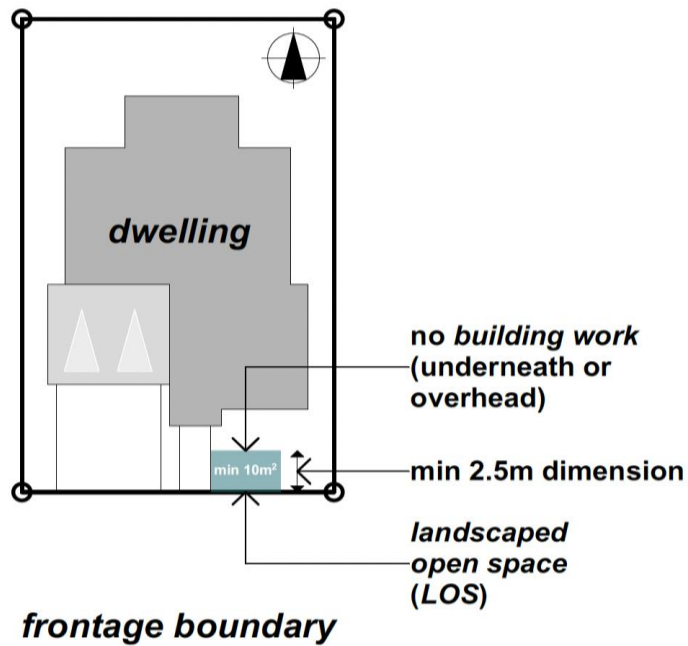 dwelling
no building work
(underneath or
overhead)
min 10m²
min 2.5m dimension
landscaped
open space
(LOS)
frontage boundary